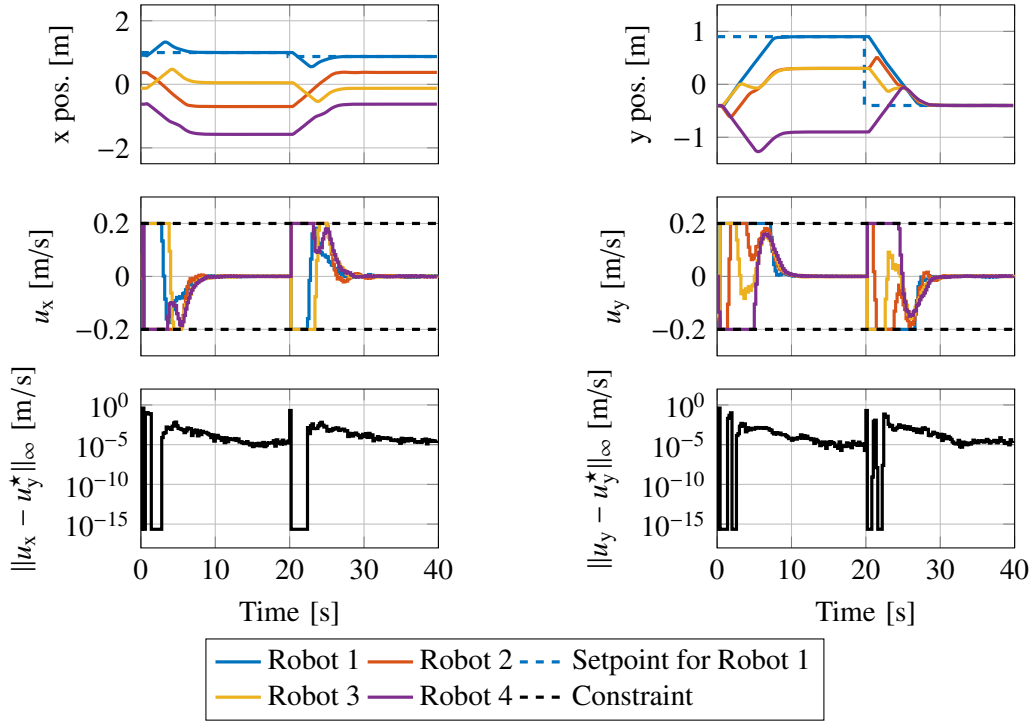 x pos. [m]
2
0
−2
y pos. [m]
1
0
−1
u_x [m/s]
0.2
0
−0.2
u_y [m/s]
0.2
0
−0.2
||u_x − u_y^★||_∞ [m/s]
10^0
10^−5
10^−10
10^−15
0 10 20 30 40
Time [s]
||u_y − u_y^★||_∞ [m/s]
10^0
10^−5
10^−10
10^−15
0 10 20 30 40
Time [s]
Robot 1 Robot 2 Setpoint for Robot 1
Robot 3 Robot 4 Constraint